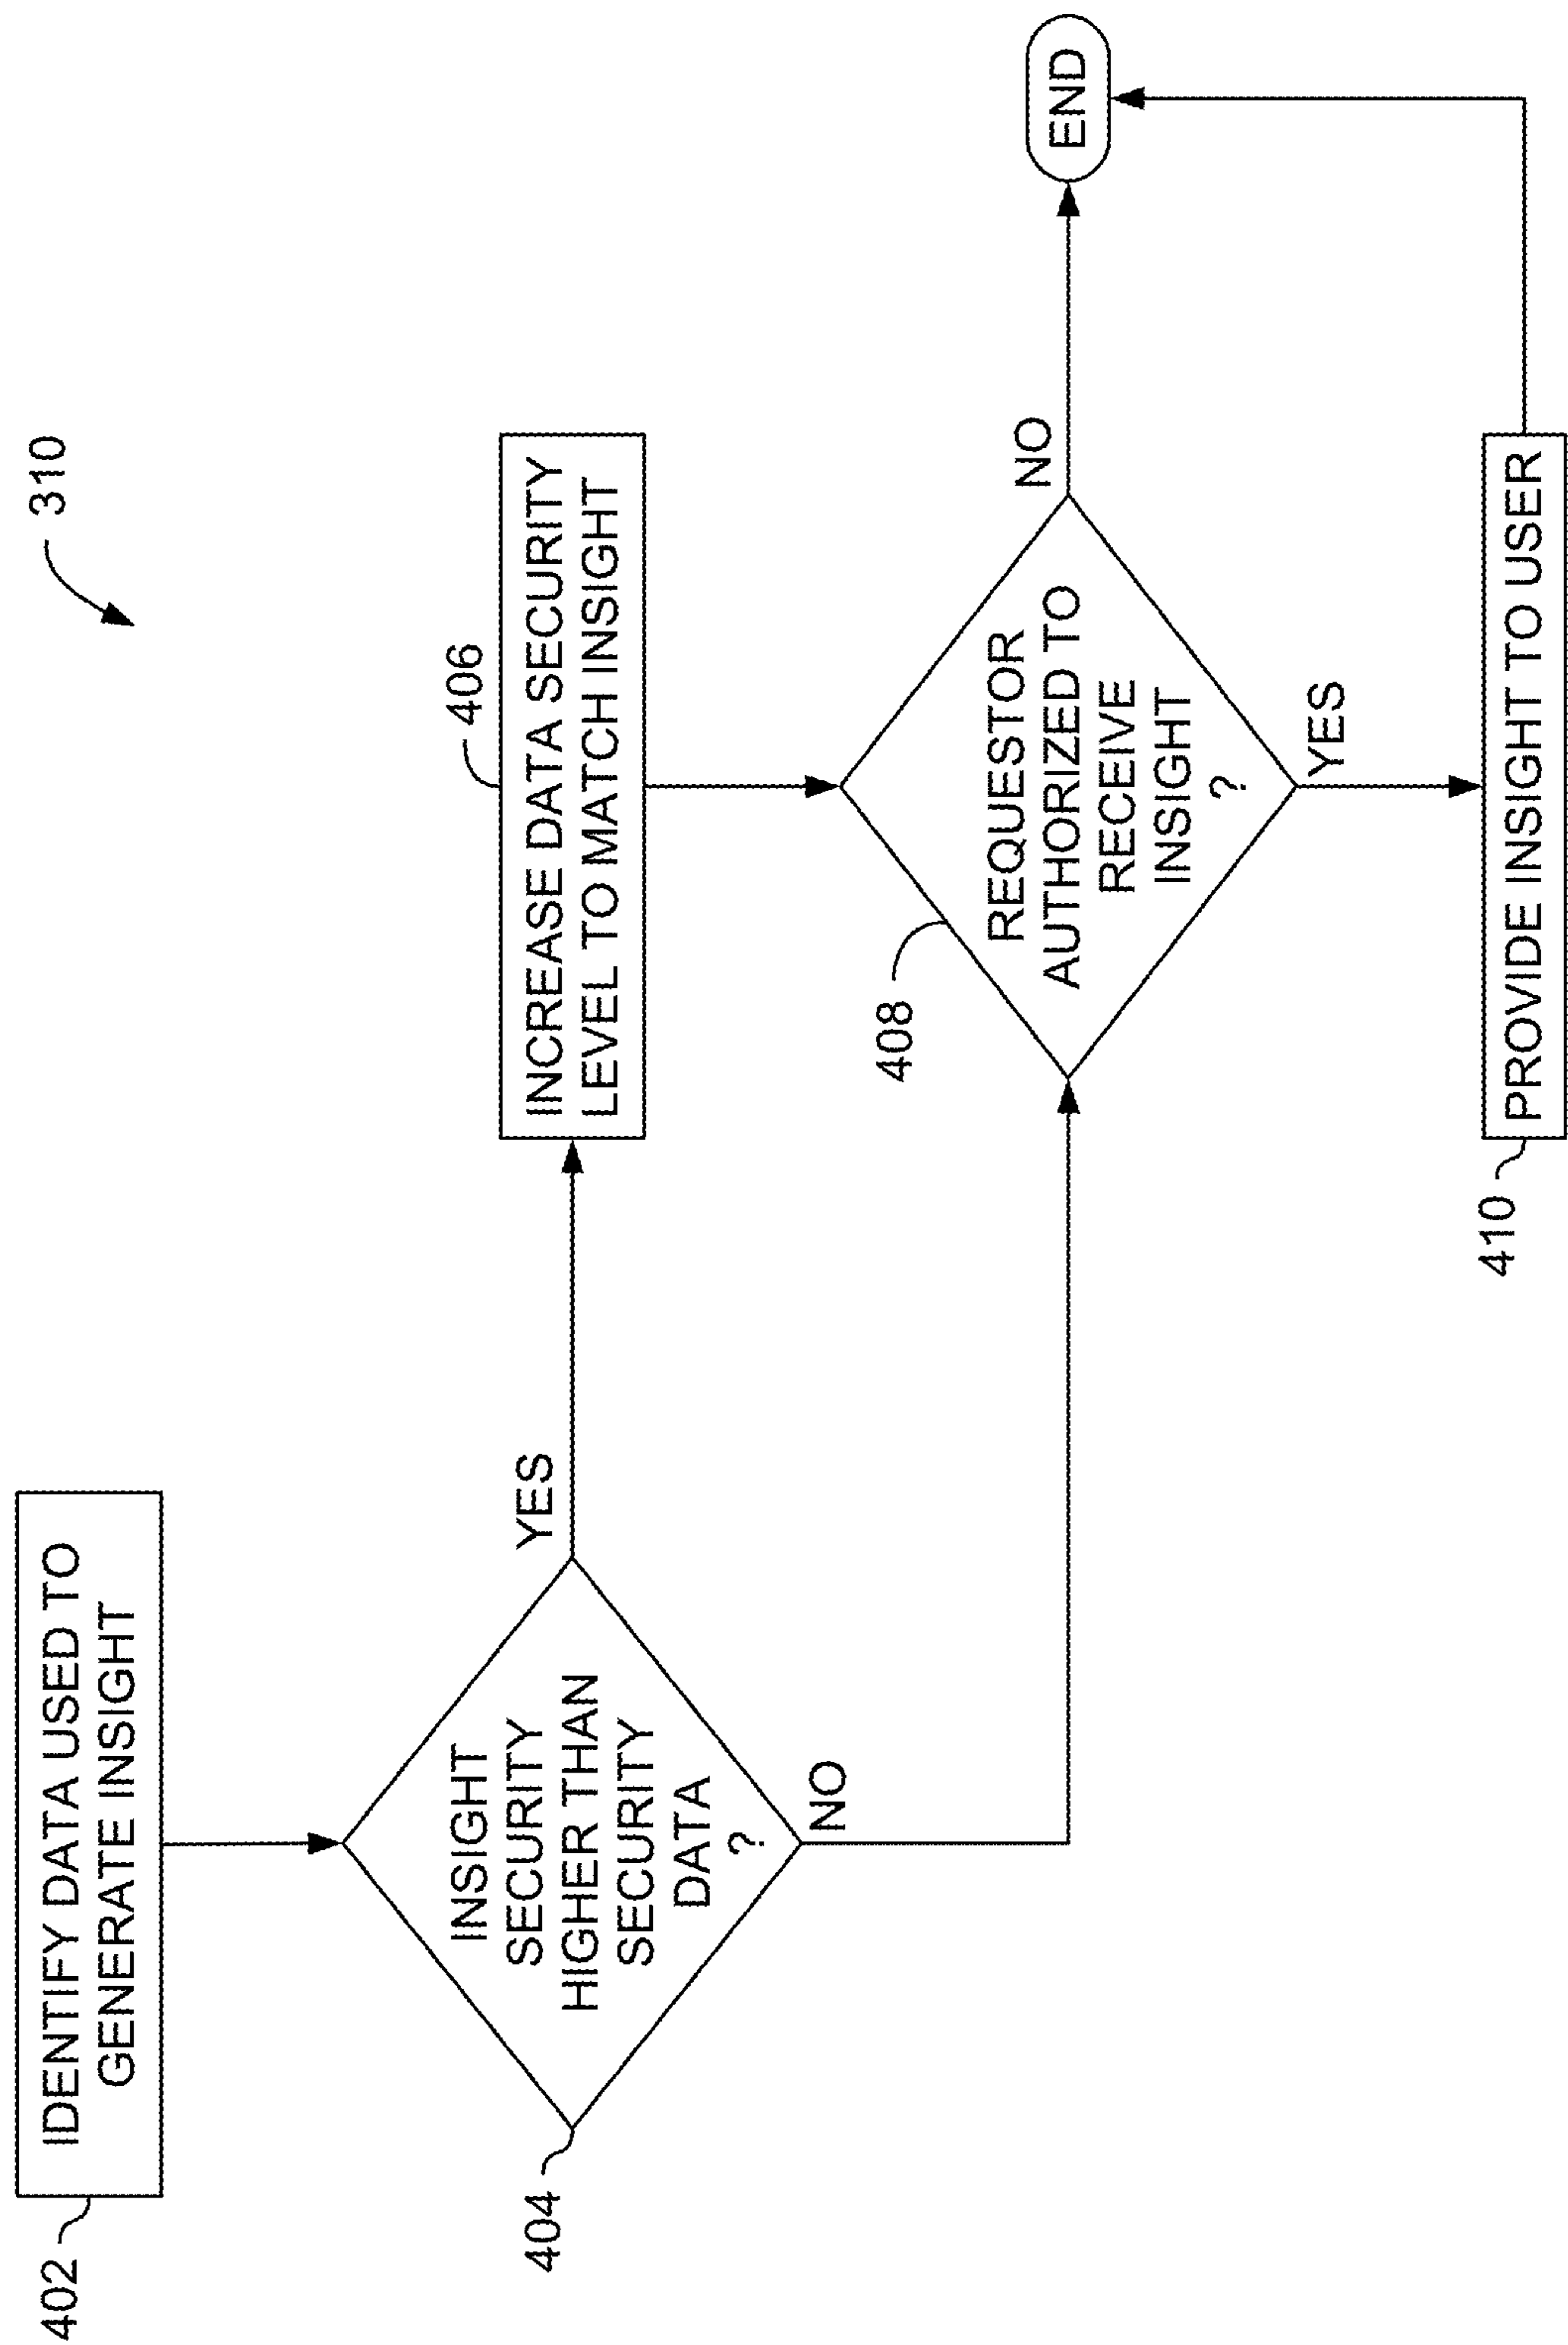 310
402
IDENTIFY DATA USED TO
GENERATE INSIGHT
404
INSIGHT
SECURITY
HIGHER THAN
SECURITY
DATA
?
YES
NO
406
INCREASE DATA SECURITY
LEVEL TO MATCH INSIGHT
408
REQUESTOR
AUTHORIZED TO
RECEIVE
INSIGHT
?
NO
YES
END
410
PROVIDE INSIGHT TO USER